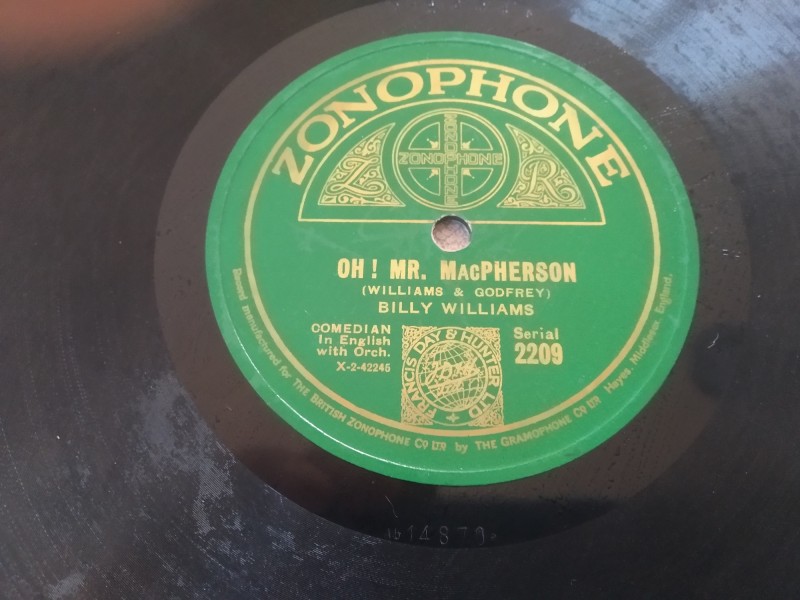 ZONOPHONE
ZONOPHONE
Z R
OH! MR. MACPHERSON
(WILLIAMS & GODFREY)
BILLY WILLIAMS
COMEDIAN
In English
with Orch.
X-2-42245
FRANCIS DAY & HUNTER LTD
Serial
2209
Record manufactured for THE BRITISH ZONOPHONE CO LTD by THE GRAMOPHONE CO LTD Hayes, Middlesex England.